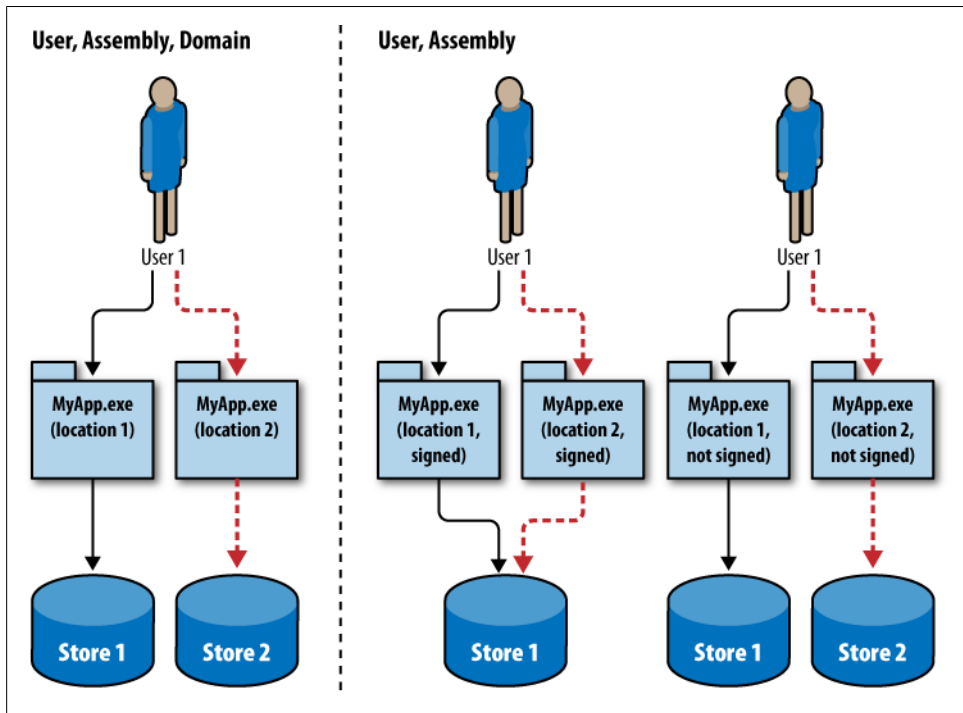 User, Assembly, Domain
User, Assembly
User 1
User 1
User 1
MyApp.exe
(location 1)
MyApp.exe
(location 2)
MyApp.exe
(location 1,
signed)
MyApp.exe
(location 2,
signed)
MyApp.exe
(location 1,
not signed)
MyApp.exe
(location 2,
not signed)
Store 1
Store 2
Store 1
Store 1
Store 2